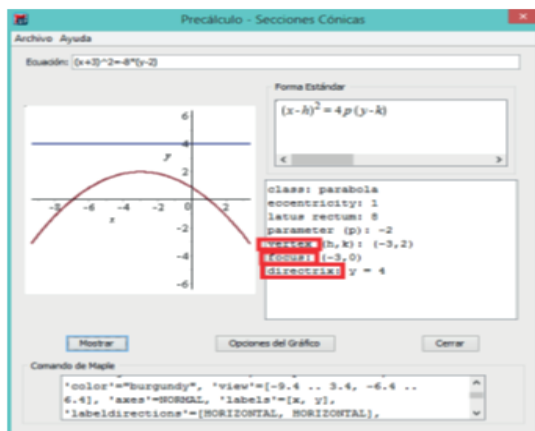 Precálculo - Secciones Cónicas
Archivo Ayuda
Ecuación: (x+3)^2=-8*(y-2)
Forma Estándar
(x-h)² = 4p(y-k)
6
4
y
2
-8 -6 -4 -2 0 2
x
-2
-4
-6
class: parabola
eccentricity: 1
latus rectum: 8
parameter (p): -2
vertex (h,k): (-3,2)
focus: (-3,0)
directrix: y = 4
Mostrar Opciones del Gráfico Cerrar
Comando de Maple
'color'="burgundy", 'view'=[-9.4 .. 3.4, -6.4 ..
6.4], 'axes'=NORMAL, 'labels'=[x, y],
'labeldirections'=[HORIZONTAL, HORIZONTAL],